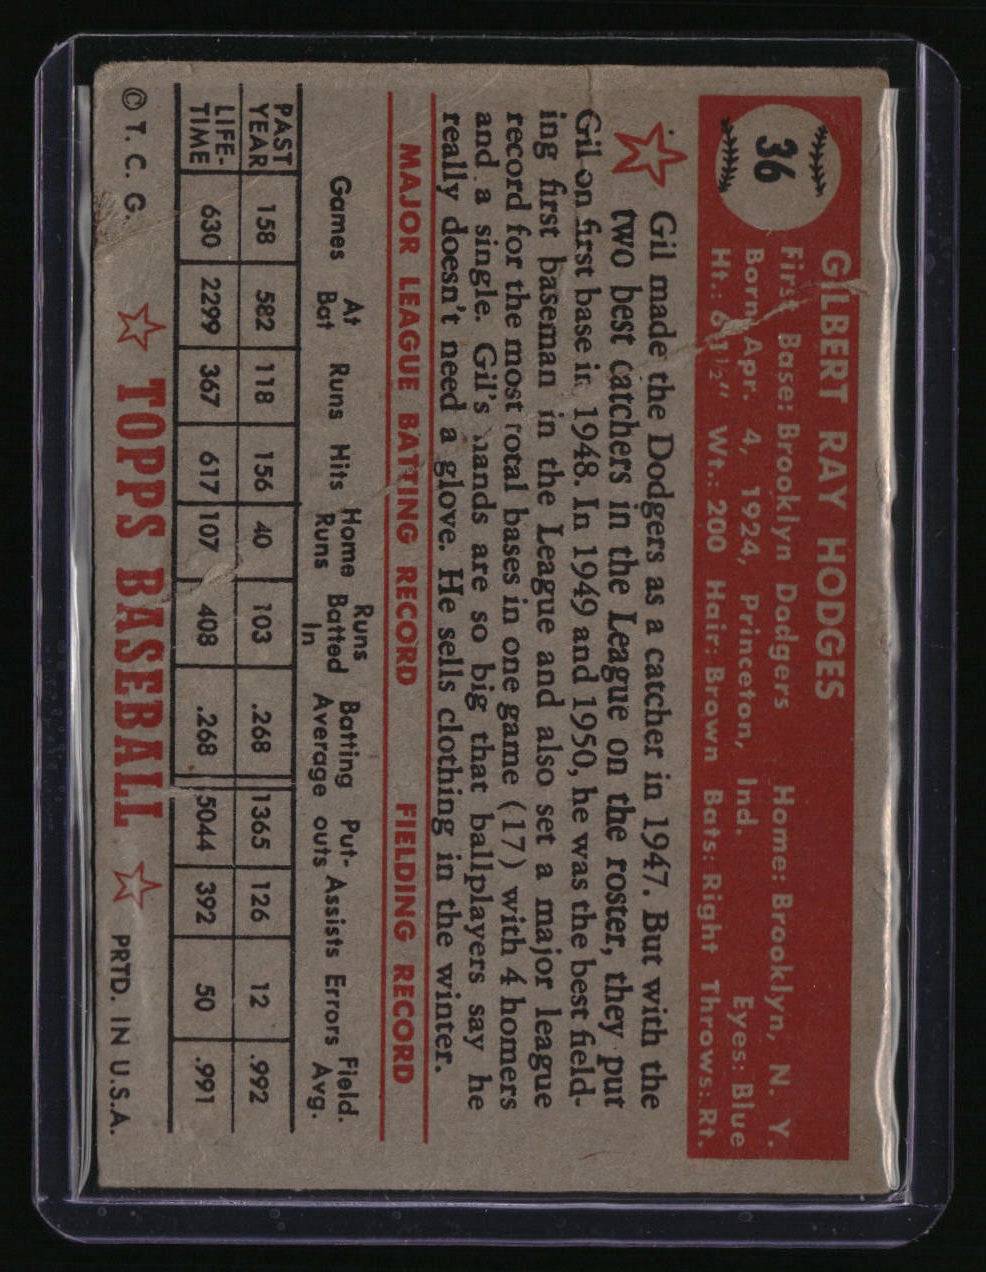 36
GILBERT RAY HODGES
First Base: Brooklyn Dodgers Home: Brooklyn, N. Y.
Born: Apr. 4, 1924, Princeton, Ind. Eyes: Blue
Ht.: 6'1½" Wt.: 200 Hair: Brown Bats: Right Throws: Rt.
Gil made the Dodgers as a catcher in 1947. But with the
two best catchers in the League on the roster, they put
Gil on first base in 1948. In 1949 and 1950, he was the best field-
ing first baseman in the League and also set a major league
record for the most total bases in one game (17) with 4 homers
and a single. Gil's hands are so big that ballplayers say he
really doesn't need a glove. He sells clothing in the winter.
MAJOR LEAGUE BATTING RECORD FIELDING RECORD
Games At Bat Runs Hits Home Runs Runs Batted In Batting Average Put-outs Assists Errors Field. Avg.
PAST YEAR 158 582 118 156 40 103 .268 1365 126 12 .992
LIFE-TIME 630 2299 367 617 107 408 .268 5044 392 50 .991
© T. C. G. TOPPS BASEBALL PRTD. IN U.S.A.